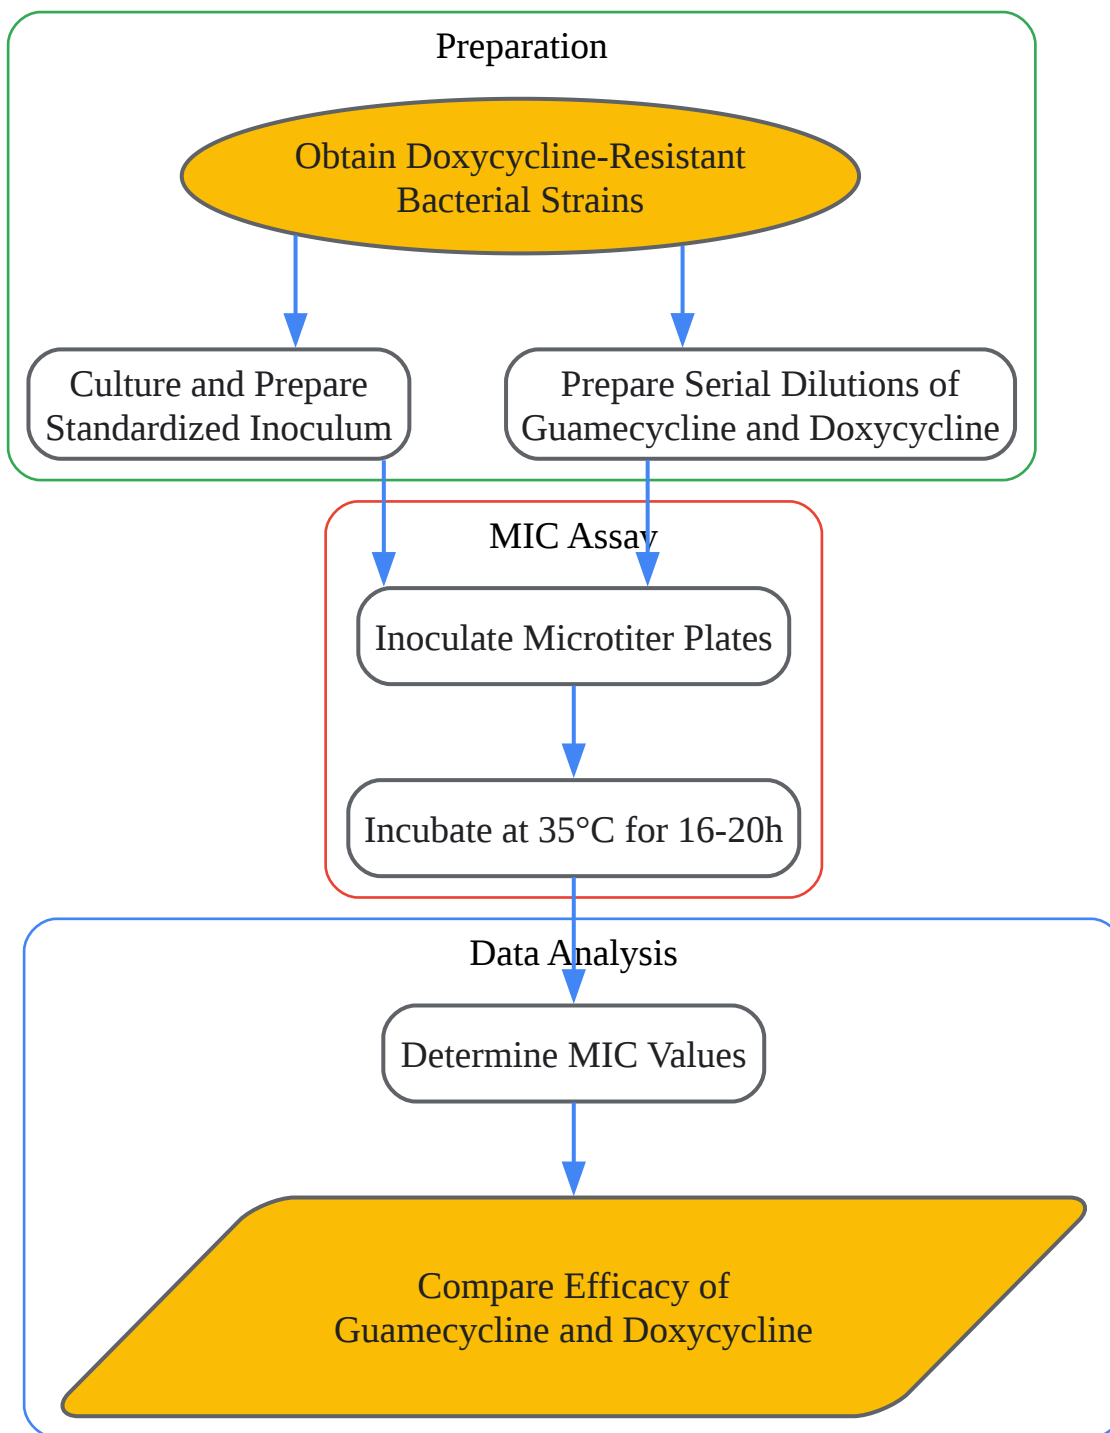 Preparation
Obtain Doxycycline-Resistant
Bacterial Strains
Culture and Prepare
Standardized Inoculum
Prepare Serial Dilutions of
Guamecycline and Doxycycline
MIC Assay
Inoculate Microtiter Plates
Incubate at 35°C for 16-20h
Data Analysis
Determine MIC Values
Compare Efficacy of
Guamecycline and Doxycycline